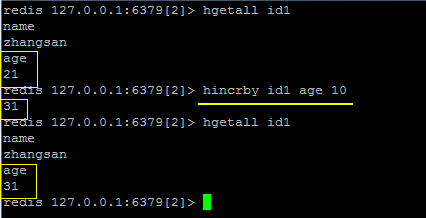 redis 127.0.0.1:6379[2]> hgetall id1
name
zhangsan
age
21
redis 127.0.0.1:6379[2]> hincrby id1 age 10
31
redis 127.0.0.1:6379[2]> hgetall id1
name
zhangsan
age
31
redis 127.0.0.1:6379[2]>